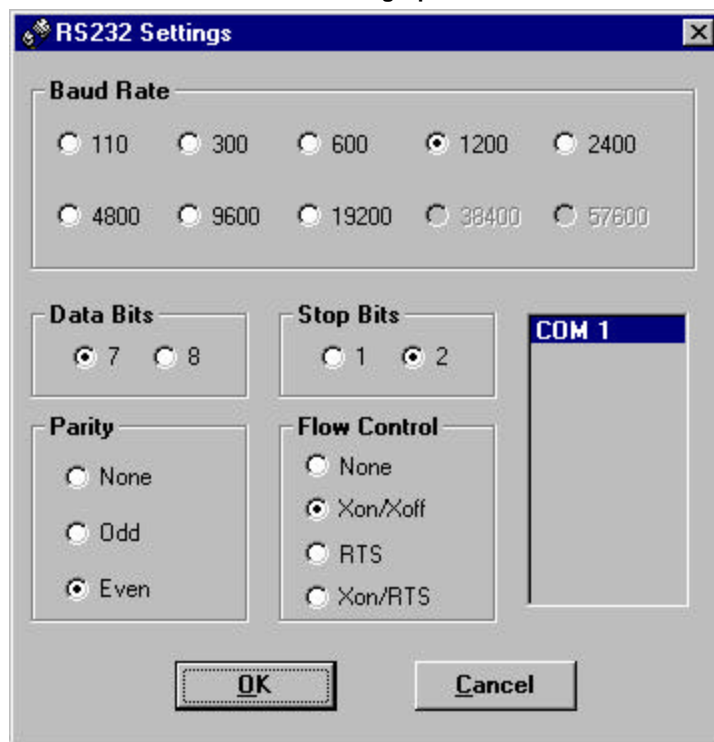 RS232 Settings
Baud Rate
110 300 600 1200 2400
4800 9600 19200 38400 57600
Data Bits
7 8
Stop Bits
1 2
COM 1
Parity
None
Odd
Even
Flow Control
None
Xon/Xoff
RTS
Xon/RTS
OK Cancel